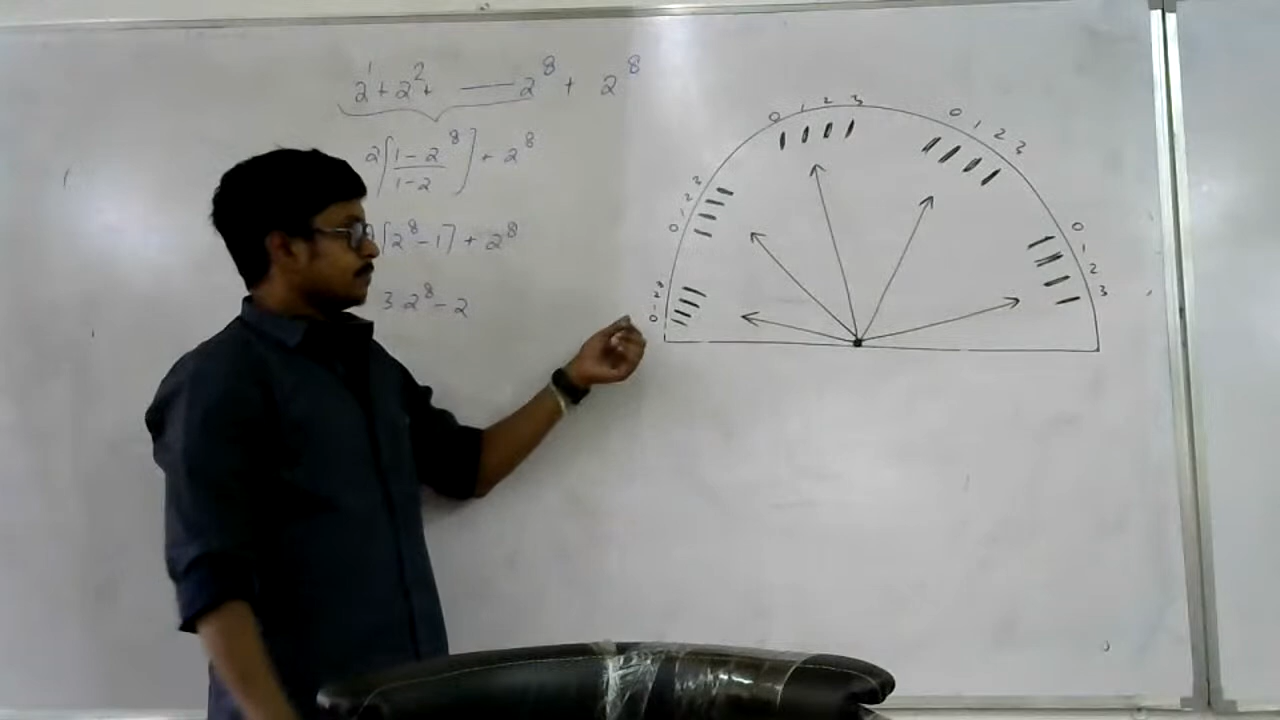 2¹ + 2² + —— 2⁸ + 2⁸
2[(1-2⁸)/(1-2)] + 2⁸
[2⁸-1] + 2⁸
3 2⁸ - 2
0 1 2 3
0 1 2 3
0 1 2 3
0 1 2 3
0 1 2 3